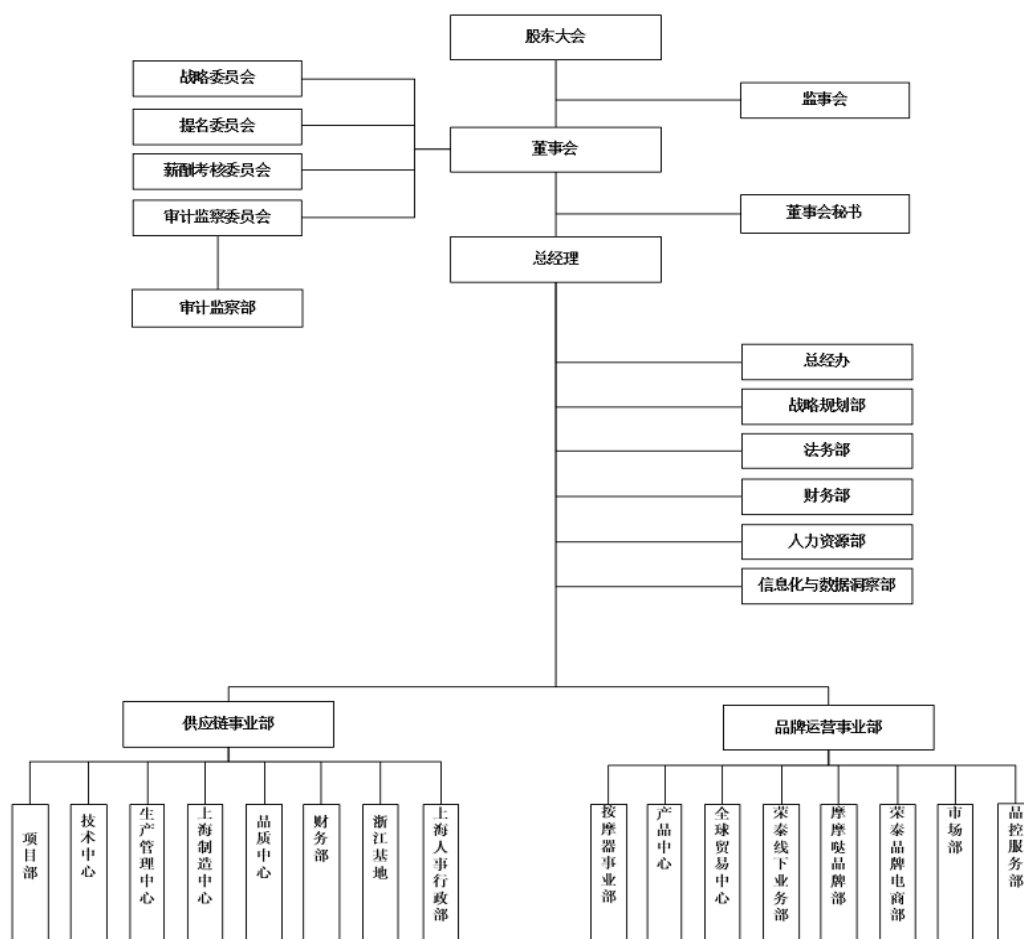 股东大会
战略委员会
监事会
提名委员会
董事会
薪酬考核委员会
审计监察委员会
董事会秘书
总经理
审计监察部
总经办
战略规划部
法务部
财务部
人力资源部
信息化与数据洞察部
供应链事业部
品牌运营事业部
项目部
技术中心
生产管理中心
上海制造中心
品质中心
财务部
浙江基地
上海人事行政部
按摩器事业部
产品中心
全球贸易中心
荣泰线下业务部
摩摩哒品牌部
荣泰品牌电商部
市场部
品控服务部